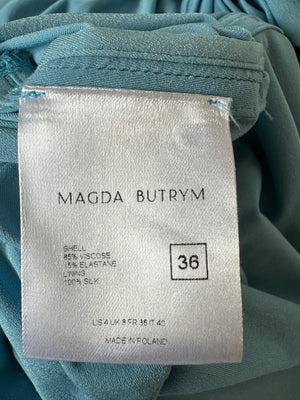 MAGDA BUTRYM
SHELL
85% VISCOSE
15% ELASTANE
LINING
100% SILK
36
US 4 UK 8 FR 36 IT 40
MADE IN POLAND